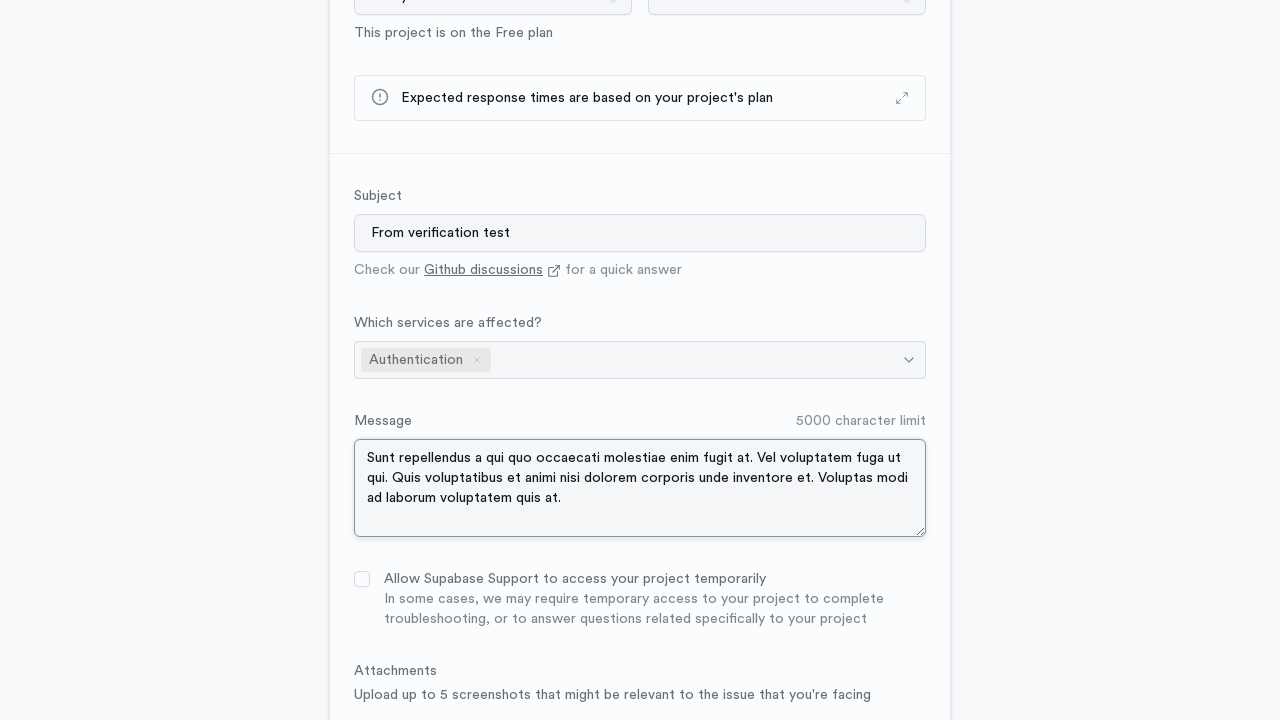 This project is on the Free plan
Expected response times are based on your project's plan
Subject
From verification test
Check our Github discussions for a quick answer
Which services are affected?
Authentication
Message
5000 character limit
Sunt repellendus a qui quo occaecati molestiae enim fugit at. Vel voluptatem fuga ut
qui. Quis voluptatibus et animi nisi dolorem corporis unde inventore et. Voluptas modi
ad laborum voluptatem quis at.
Allow Supabase Support to access your project temporarily
In some cases, we may require temporary access to your project to complete
troubleshooting, or to answer questions related specifically to your project
Attachments
Upload up to 5 screenshots that might be relevant to the issue that you're facing